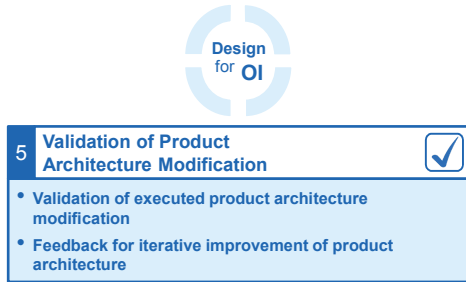 Design
for OI
5
Validation of Product
Architecture Modification
• Validation of executed product architecture
modification
• Feedback for iterative improvement of product
architecture